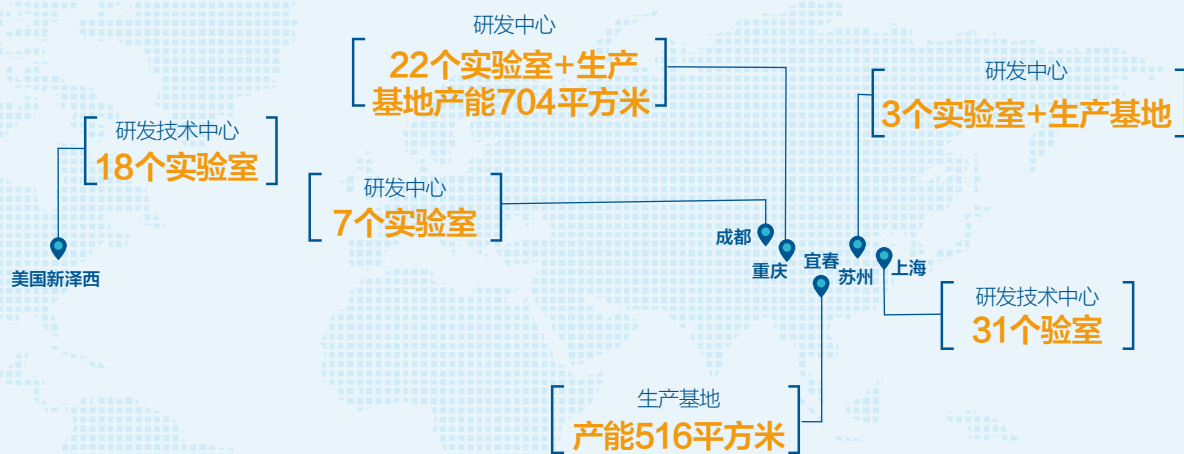 研发中心
22个实验室+生产
基地产能704平方米
研发中心
3个实验室+生产基地
研发技术中心
18个实验室
研发中心
7个实验室
成都
重庆
宜春
苏州
上海
美国新泽西
研发技术中心
31个验室
生产基地
产能516平方米